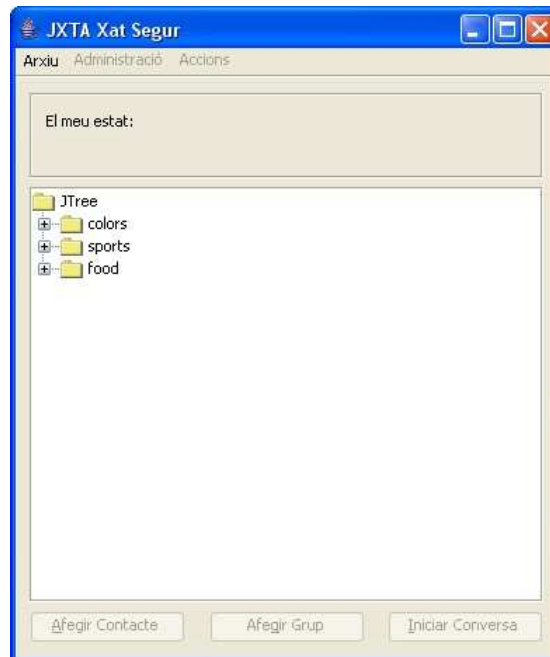 JXTA Xat Segur
Arxiu Administració Accions
El meu estat:
JTree
colors
sports
food
Afegir Contacte Afegir Grup Iniciar Conversa